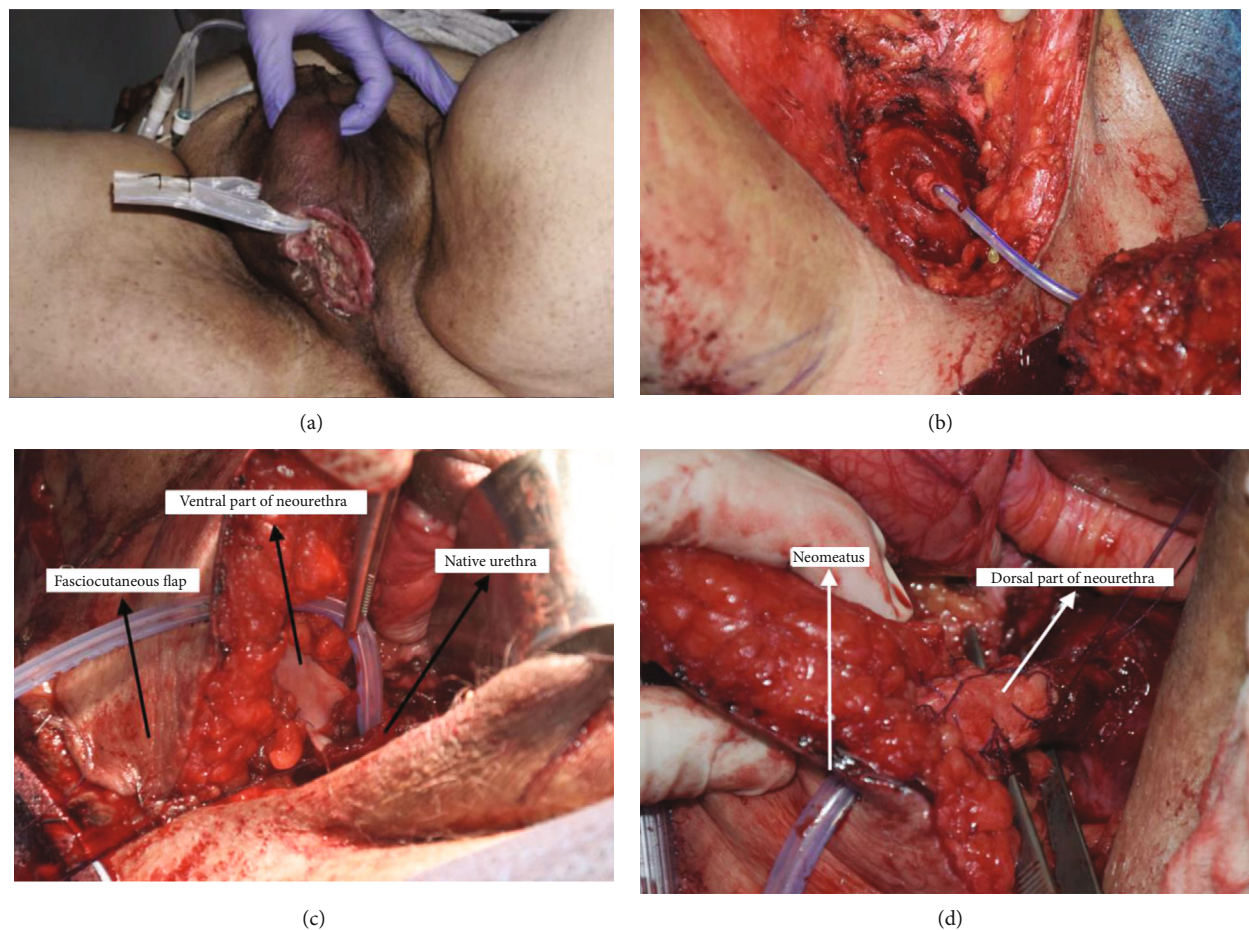 (a)
(b)
Ventral part of neourethra
Native urethra
Fasciocutaneous flap
(c)
Neomeatus
Dorsal part of neourethra
(d)